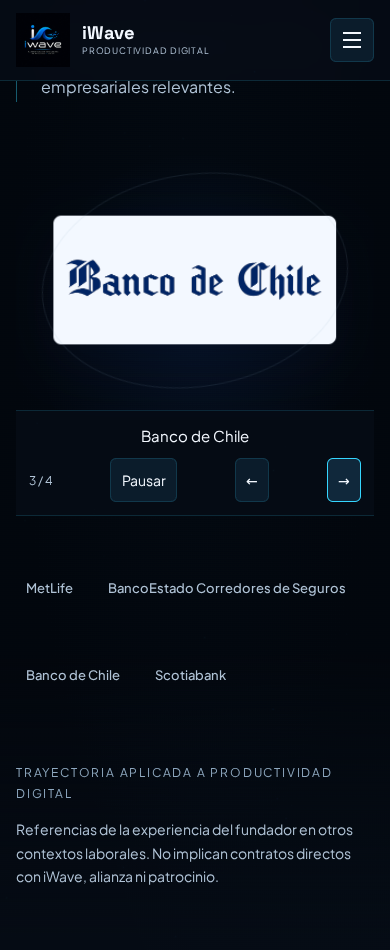 iwave
iWave
PRODUCTIVIDAD DIGITAL
empresariales relevantes.
Banco de Chile
Banco de Chile
3 / 4
Pausar
←
→
MetLife
BancoEstado Corredores de Seguros
Banco de Chile
Scotiabank
TRAYECTORIA APLICADA A PRODUCTIVIDAD
DIGITAL
Referencias de la experiencia del fundador en otros
contextos laborales. No implican contratos directos
con iWave, alianza ni patrocinio.